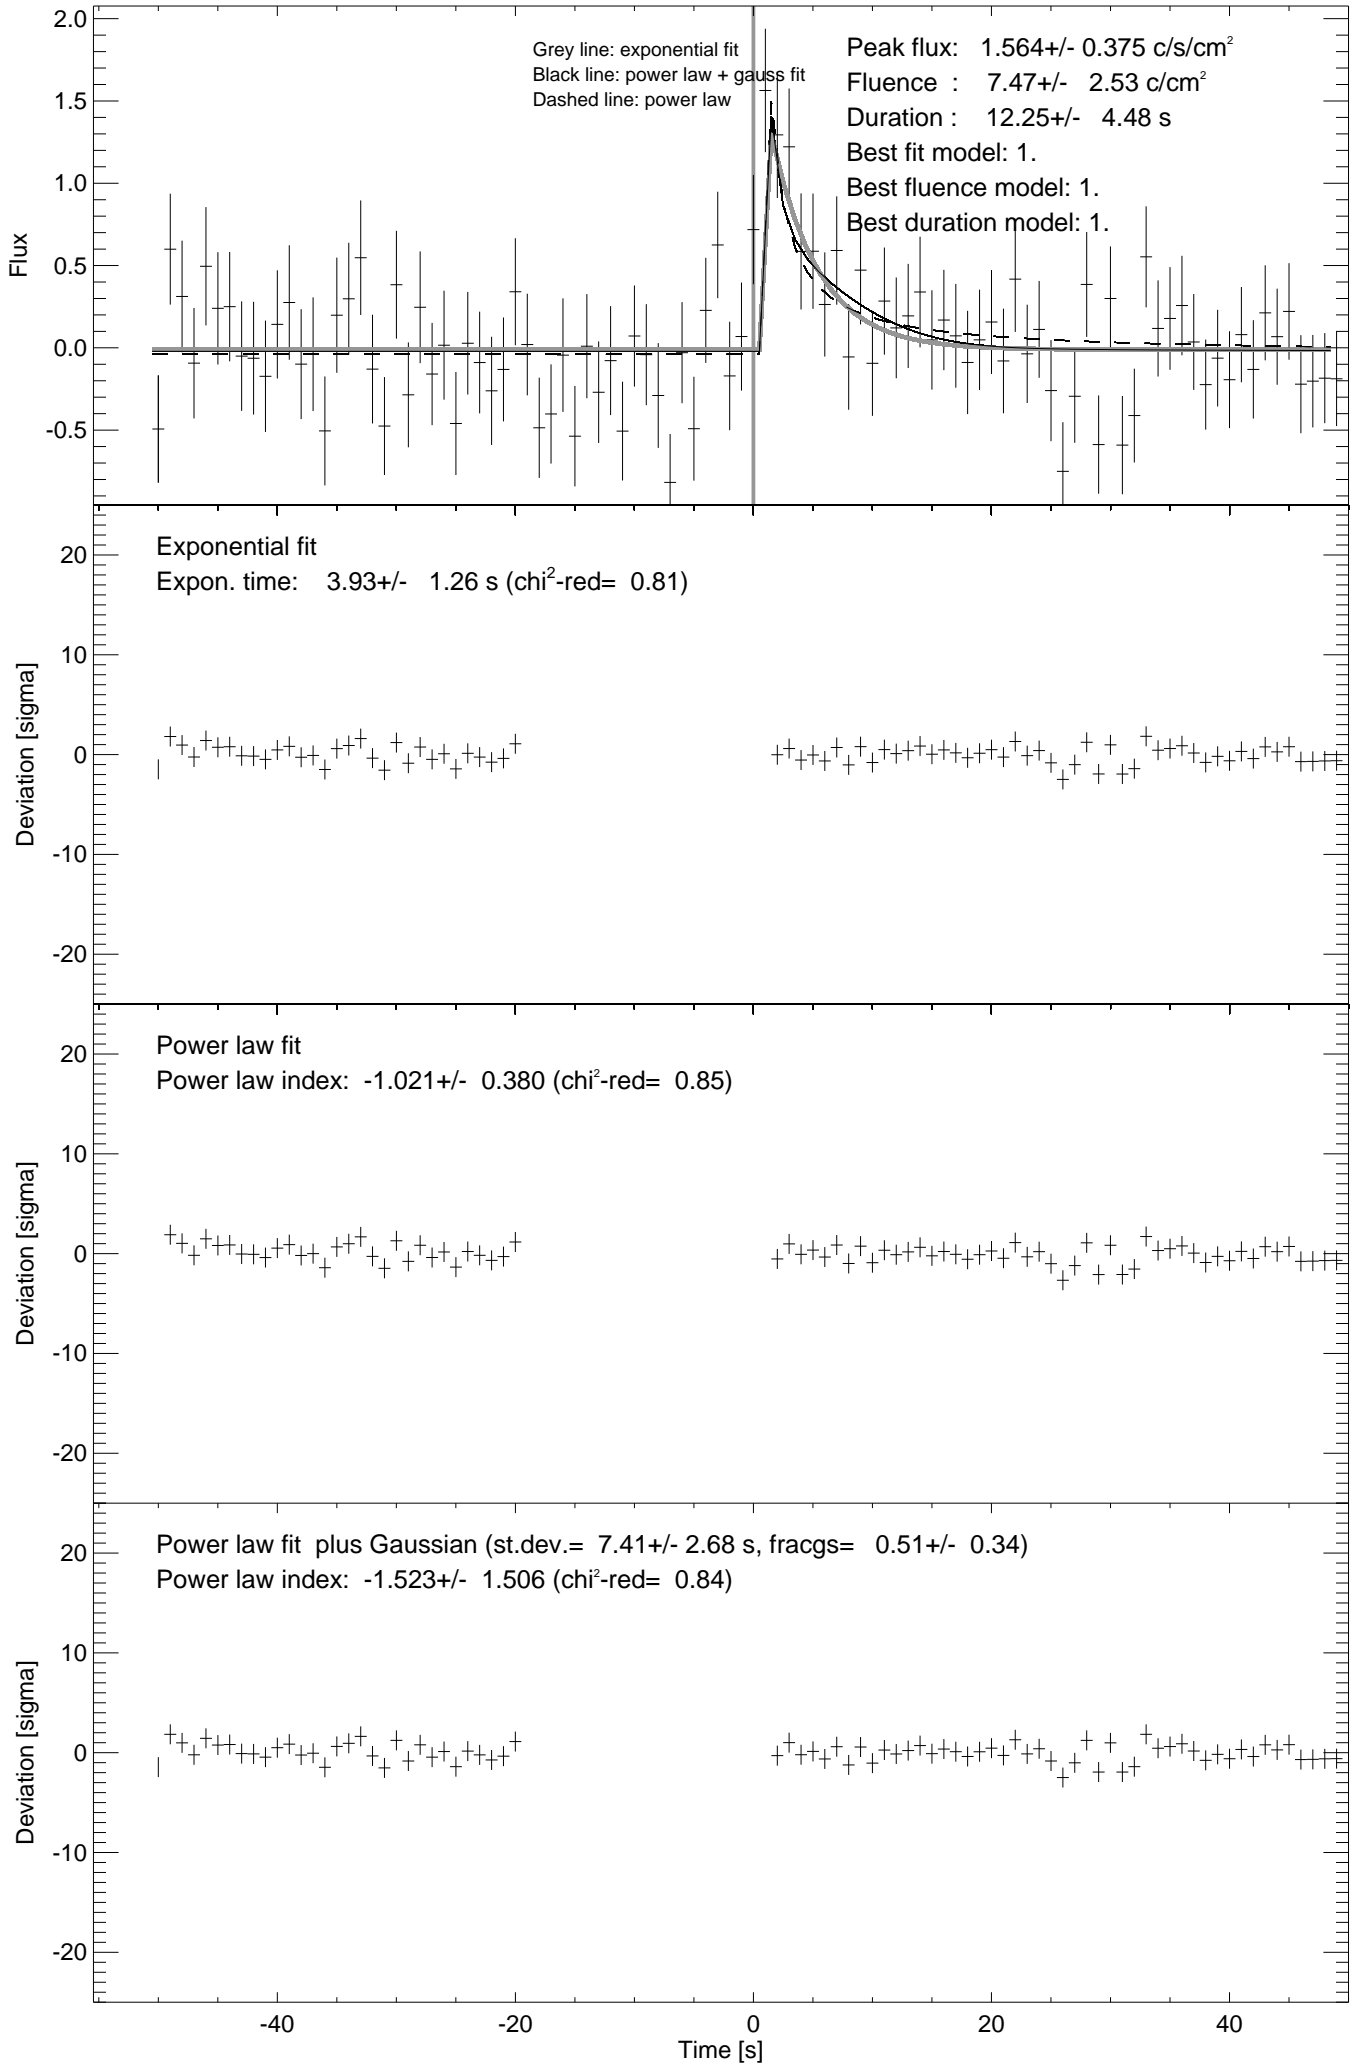 2.0
1.5
1.0
0.5
0.0
-0.5
Flux
Grey line: exponential fit
Black line: power law + gauss fit
Dashed line: power law
Peak flux: 1.564+/- 0.375 c/s/cm²
Fluence : 7.47+/- 2.53 c/cm²
Duration : 12.25+/- 4.48 s
Best fit model: 1.
Best fluence model: 1.
Best duration model: 1.
20
10
0
-10
-20
Deviation [sigma]
Exponential fit
Expon. time: 3.93+/- 1.26 s (chi²-red= 0.81)
20
10
0
-10
-20
Deviation [sigma]
Power law fit
Power law index: -1.021+/- 0.380 (chi²-red= 0.85)
20
10
0
-10
-20
Deviation [sigma]
Power law fit plus Gaussian (st.dev.= 7.41+/- 2.68 s, fracgs= 0.51+/- 0.34)
Power law index: -1.523+/- 1.506 (chi²-red= 0.84)
-40 -20 0 20 40
Time [s]